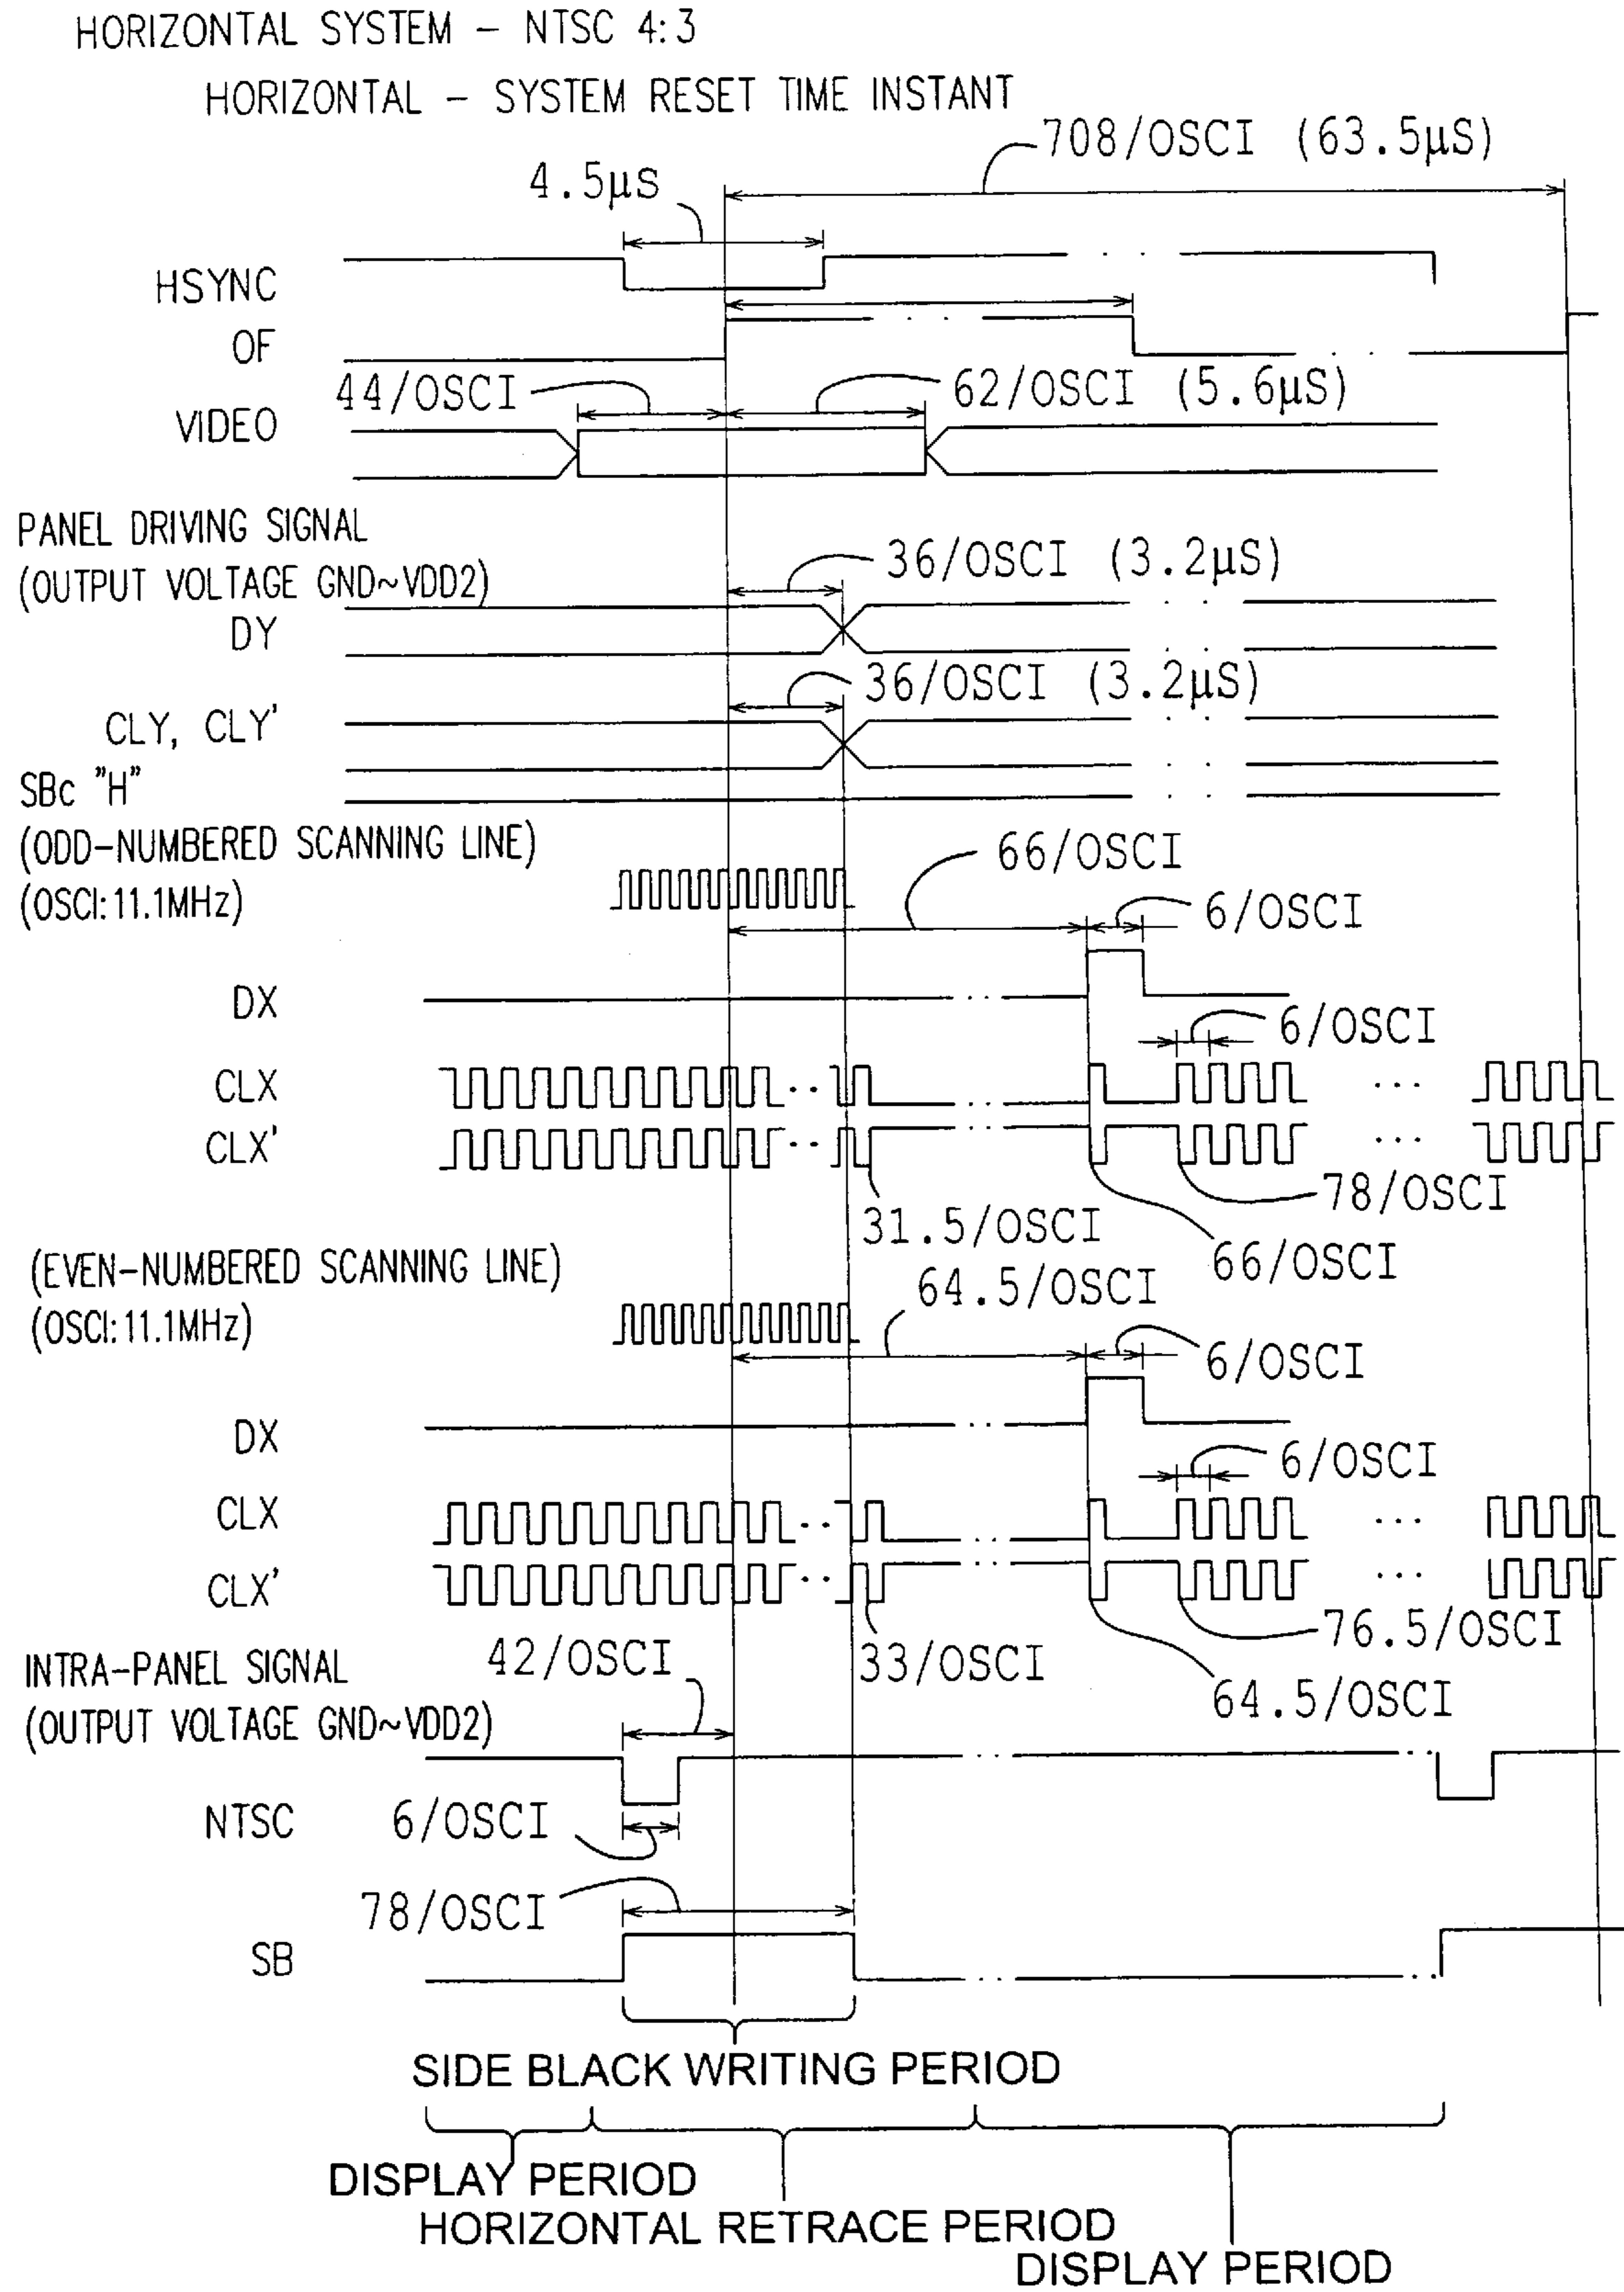 HORIZONTAL SYSTEM – NTSC 4:3
HORIZONTAL – SYSTEM RESET TIME INSTANT
708/OSCI (63.5μS)
4.5μS
HSYNC
OF
44/OSCI
62/OSCI (5.6μS)
VIDEO
PANEL DRIVING SIGNAL
(OUTPUT VOLTAGE GND~VDD2)
36/OSCI (3.2μS)
DY
36/OSCI (3.2μS)
CLY, CLY'
SBc "H"
(ODD-NUMBERED SCANNING LINE)
(OSCI:11.1MHz)
66/OSCI
6/OSCI
DX
6/OSCI
CLX
CLX'
78/OSCI
31.5/OSCI
66/OSCI
(EVEN-NUMBERED SCANNING LINE)
(OSCI:11.1MHz)
64.5/OSCI
6/OSCI
DX
6/OSCI
CLX
CLX'
76.5/OSCI
33/OSCI
64.5/OSCI
INTRA-PANEL SIGNAL
(OUTPUT VOLTAGE GND~VDD2)
42/OSCI
NTSC
6/OSCI
78/OSCI
SB
SIDE BLACK WRITING PERIOD
DISPLAY PERIOD
HORIZONTAL RETRACE PERIOD
DISPLAY PERIOD